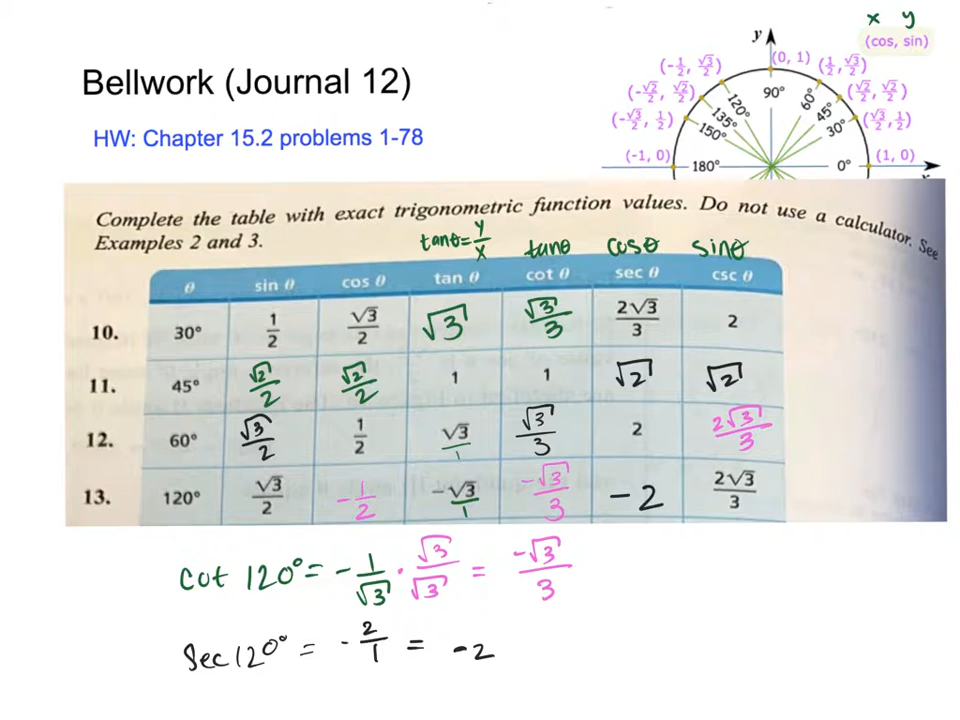 x y
(cos, sin)
y
(0, 1)
(-1/2, √3/2) (1/2, √3/2)
Bellwork (Journal 12)
(-√2/2, √2/2) 120° 90° 60° (√2/2, √2/2)
(-√3/2, 1/2) 135° 45° (√3/2, 1/2)
150° 30°
HW: Chapter 15.2 problems 1-78
(-1, 0) 180° 0° (1, 0)
Complete the table with exact trigonometric function values. Do not use a calculator. See
Examples 2 and 3.
tanθ=y/x tanθ cosθ sinθ
θ sin θ cos θ tan θ cot θ sec θ csc θ
10. 30° 1/2 √3/2 √3 √3/3 2√3/3 2
11. 45° √2/2 √2/2 1 1 √2 √2
12. 60° √3/2 1/2 √3/1 √3/3 2 2√3/3
13. 120° √3/2 -1/2 -√3/1 -√3/3 -2 2√3/3
cot 120° = -1/√3 · √3/√3 = -√3/3
Sec 120° = -2/1 = -2